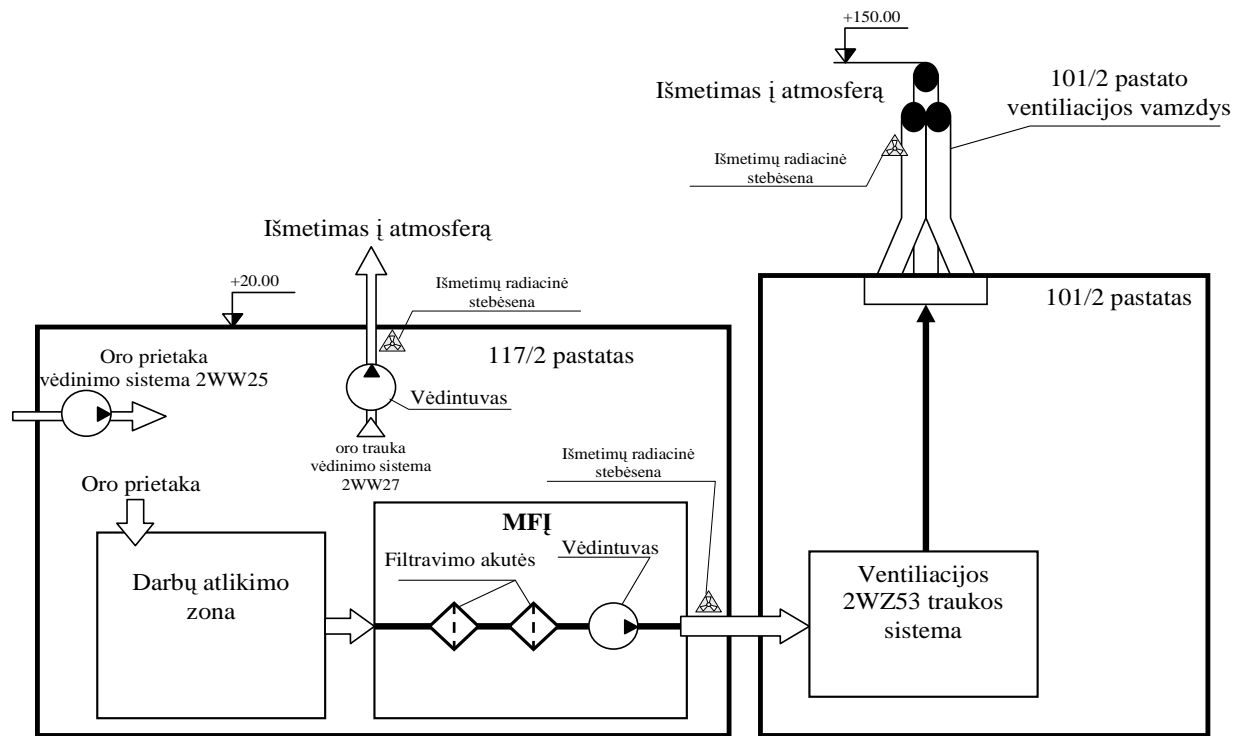 +150.00
Išmetimas į atmosferą
101/2 pastato
ventiliacijos vamzdys
Išmetimų radiacinė
stebėsena
Išmetimas į atmosferą
+20.00
Išmetimų radiacinė
stebėsena
101/2 pastatas
117/2 pastatas
Oro prietaka
vėdinimo sistema 2WW25
Vėdintuvas
oro trauka
vėdinimo sistema
2WW27
Išmetimų radiacinė
stebėsena
Oro prietaka
MFĮ
Filtravimo akutės
Vėdintuvas
Darbų atlikimo
zona
Ventiliacijos
2WZ53 traukos
sistema